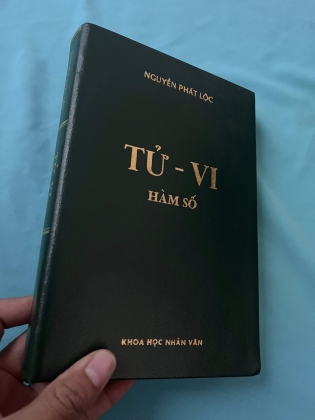 NGUYỄN PHÁT LỘC
TỬ - VI
HÀM SỐ
KHOA HỌC NHÂN VĂN